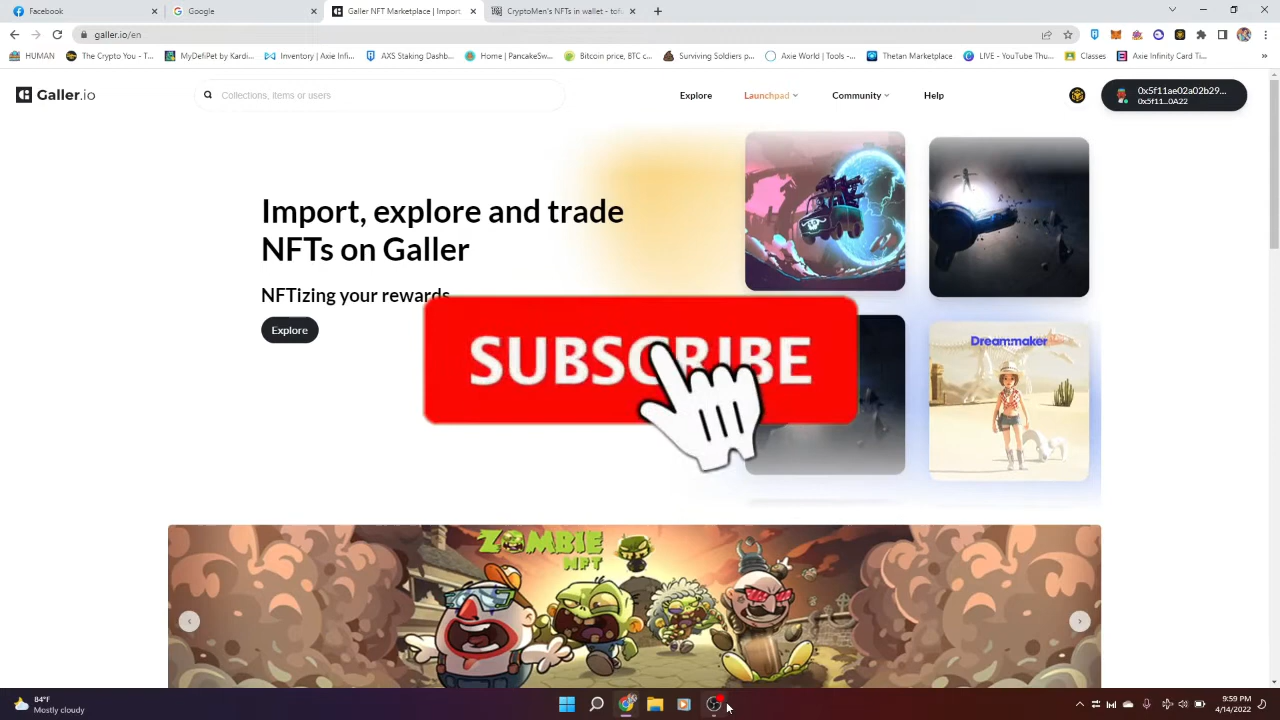 Facebook
Google
Galler NFT Marketplace | Import,
CryptoMen's NFTs in wallet - tofu
galler.io/en
HUMAN
The Crypto You - T...
MyDefiPet by Kardi...
Inventory | Axie Infi...
AXS Staking Dashb...
Home | PancakeSw...
Bitcoin price, BTC c...
Surviving Soldiers p...
Axie World | Tools -...
Thetan Marketplace
LIVE - YouTube Thu...
Classes
Axie Infinity Card Ti...
Galler.io
Collections, items or users
Explore
Launchpad
Community
Help
0x5f11ae02a02b29...
0x5f11...0A22
Import, explore and trade
NFTs on Galler
NFTizing your rewards
Explore
SUBSCRIBE
Dreammaker
ZOMBIE
NFT
84°F
Mostly cloudy
9:59 PM
4/14/2022